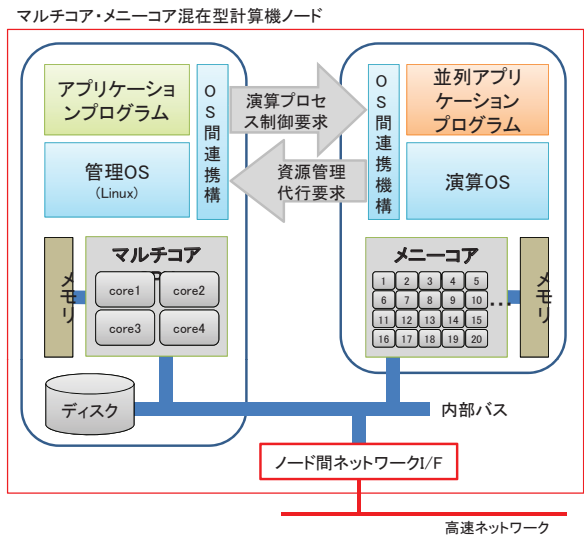 マルチコア・メニーコア混在型計算機ノード
アプリケーショ
ンプログラム
OS間連携構
管理OS
(Linux)
演算プロセ
ス制御要求
資源管理
代行要求
OS間連携機構
並列アプリ
ケーション
プログラム
演算OS
メモリ
マルチコア
core1
core2
core3
core4
メニーコア
1 2 3 4 5
6 7 8 9 10
11 12 13 14 15
16 17 18 19 20
...
メモリ
ディスク
内部バス
ノード間ネットワークI/F
高速ネットワーク